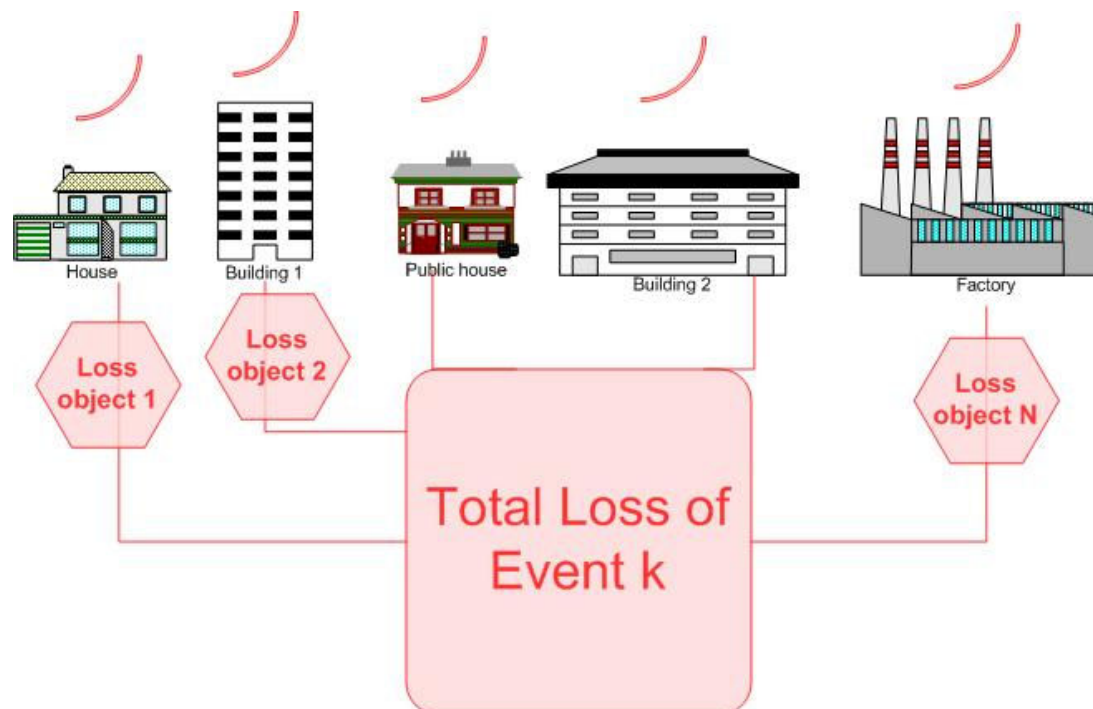 House
Building 1
Public house
Building 2
Factory
Loss
object 1
Loss
object 2
Loss
object N
Total Loss of
Event k